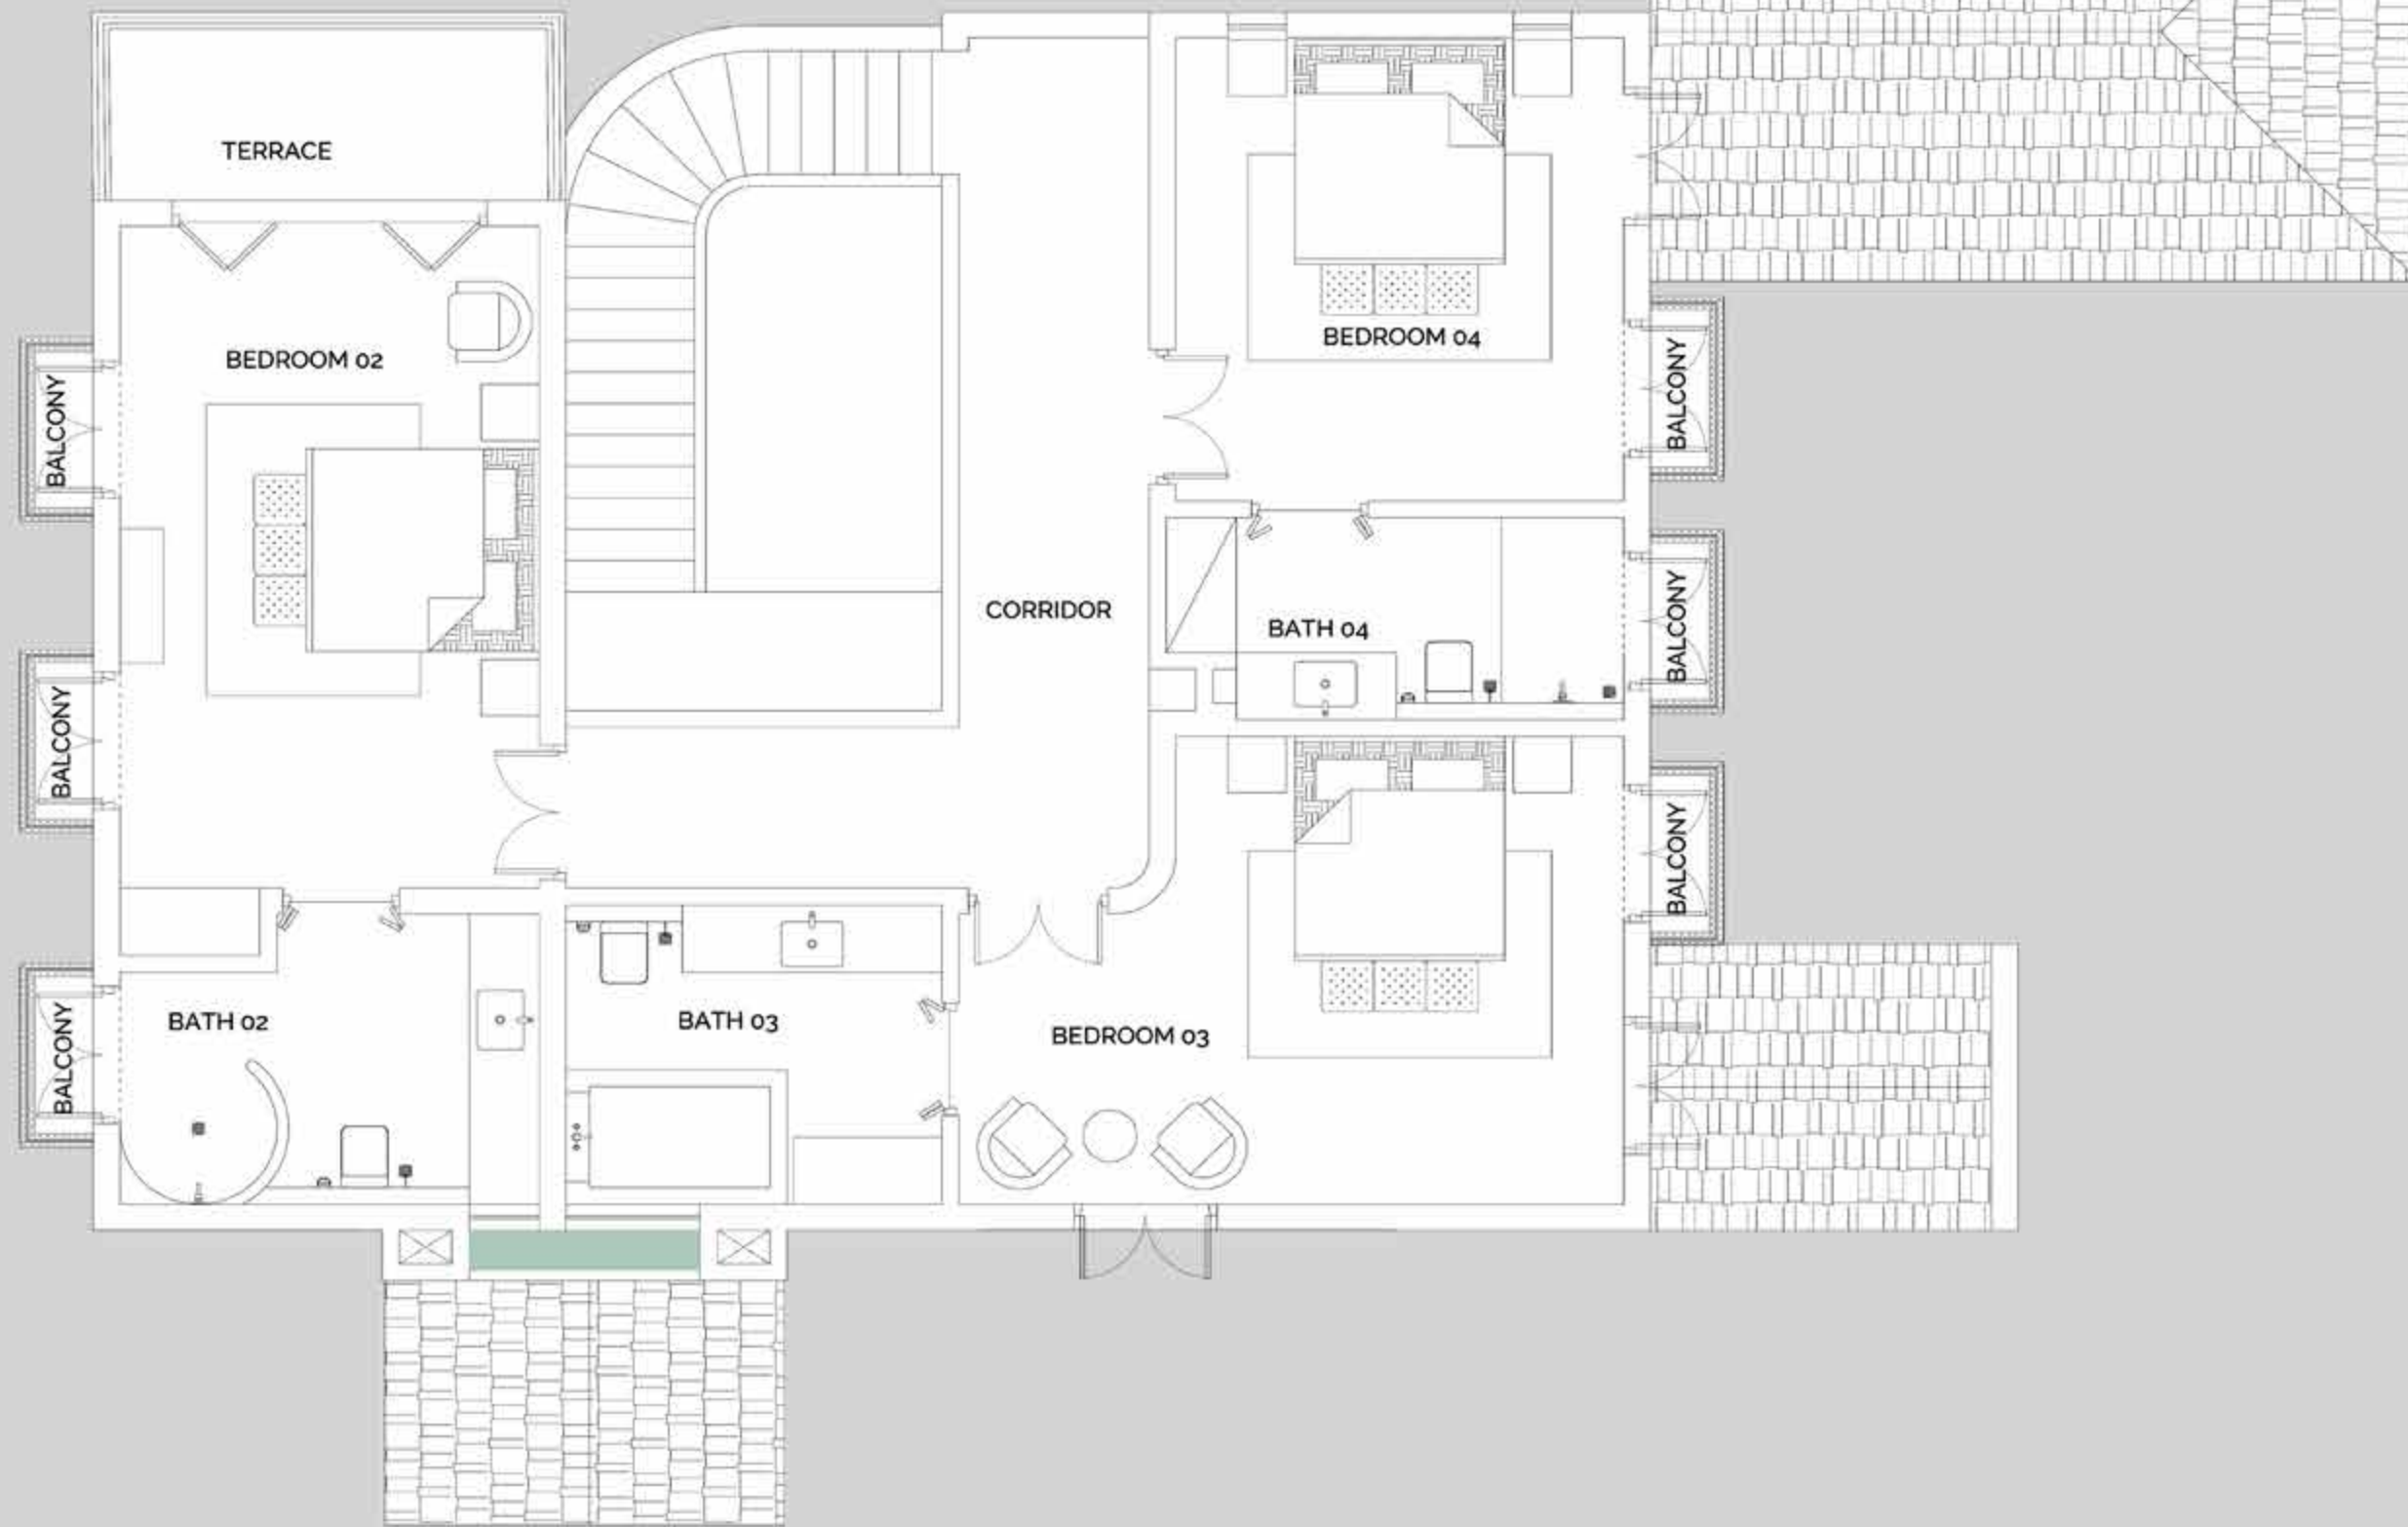 TERRACE
BEDROOM 02
BEDROOM 04
BALCONY
BALCONY
CORRIDOR
BATH 04
BALCONY
BALCONY
BALCONY
BATH 02
BATH 03
BEDROOM 03
BALCONY